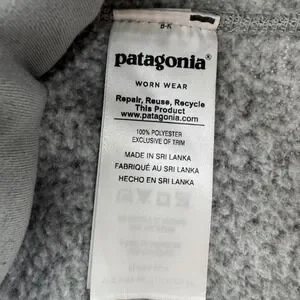 patagonia®
WORN WEAR
Repair, Reuse, Recycle
This Product
www.patagonia.com
100% POLYESTER
EXCLUSIVE OF TRIM
MADE IN SRI LANKA
FABRIQUÉ AU SRI LANKA
HECHO EN SRI LANKA